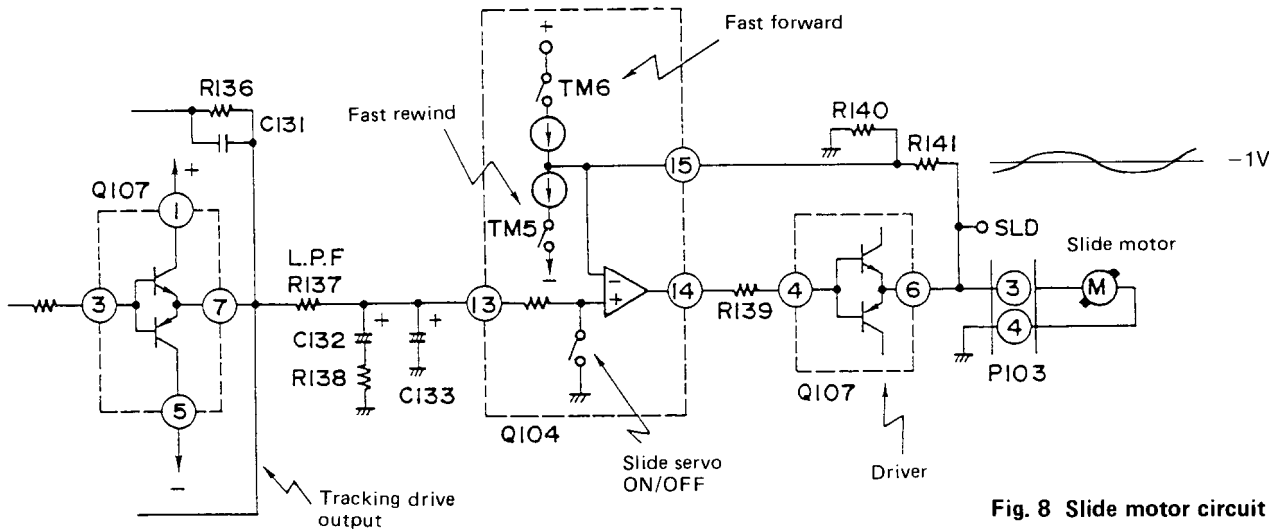 Fast forward
+
TM6
R136
C131
Fast rewind
R140
R141
-1V
Q107
+
1
15
TM5
SLD
Slide motor
L.P.F
R137
-
-
+
3
7
13
14
4
6
3
M
+
+
R139
C132
4
R138
C133
P103
5
Q104
Q107
-
Slide servo
ON/OFF
Driver
Tracking drive
output
Fig. 8 Slide motor circuit